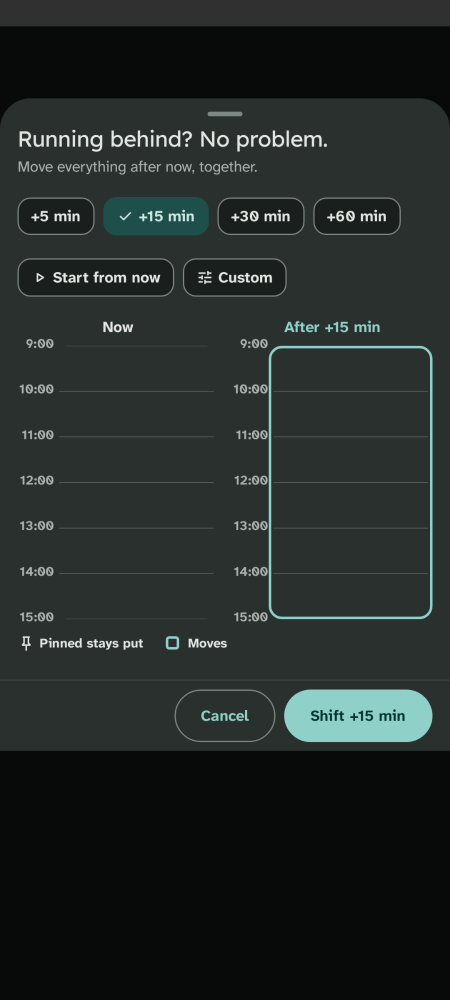 Running behind? No problem.
Move everything after now, together.
+5 min
+15 min
+30 min
+60 min
Start from now
Custom
Now
After +15 min
9:00
10:00
11:00
12:00
13:00
14:00
15:00
9:00
10:00
11:00
12:00
13:00
14:00
15:00
Pinned stays put
Moves
Cancel
Shift +15 min